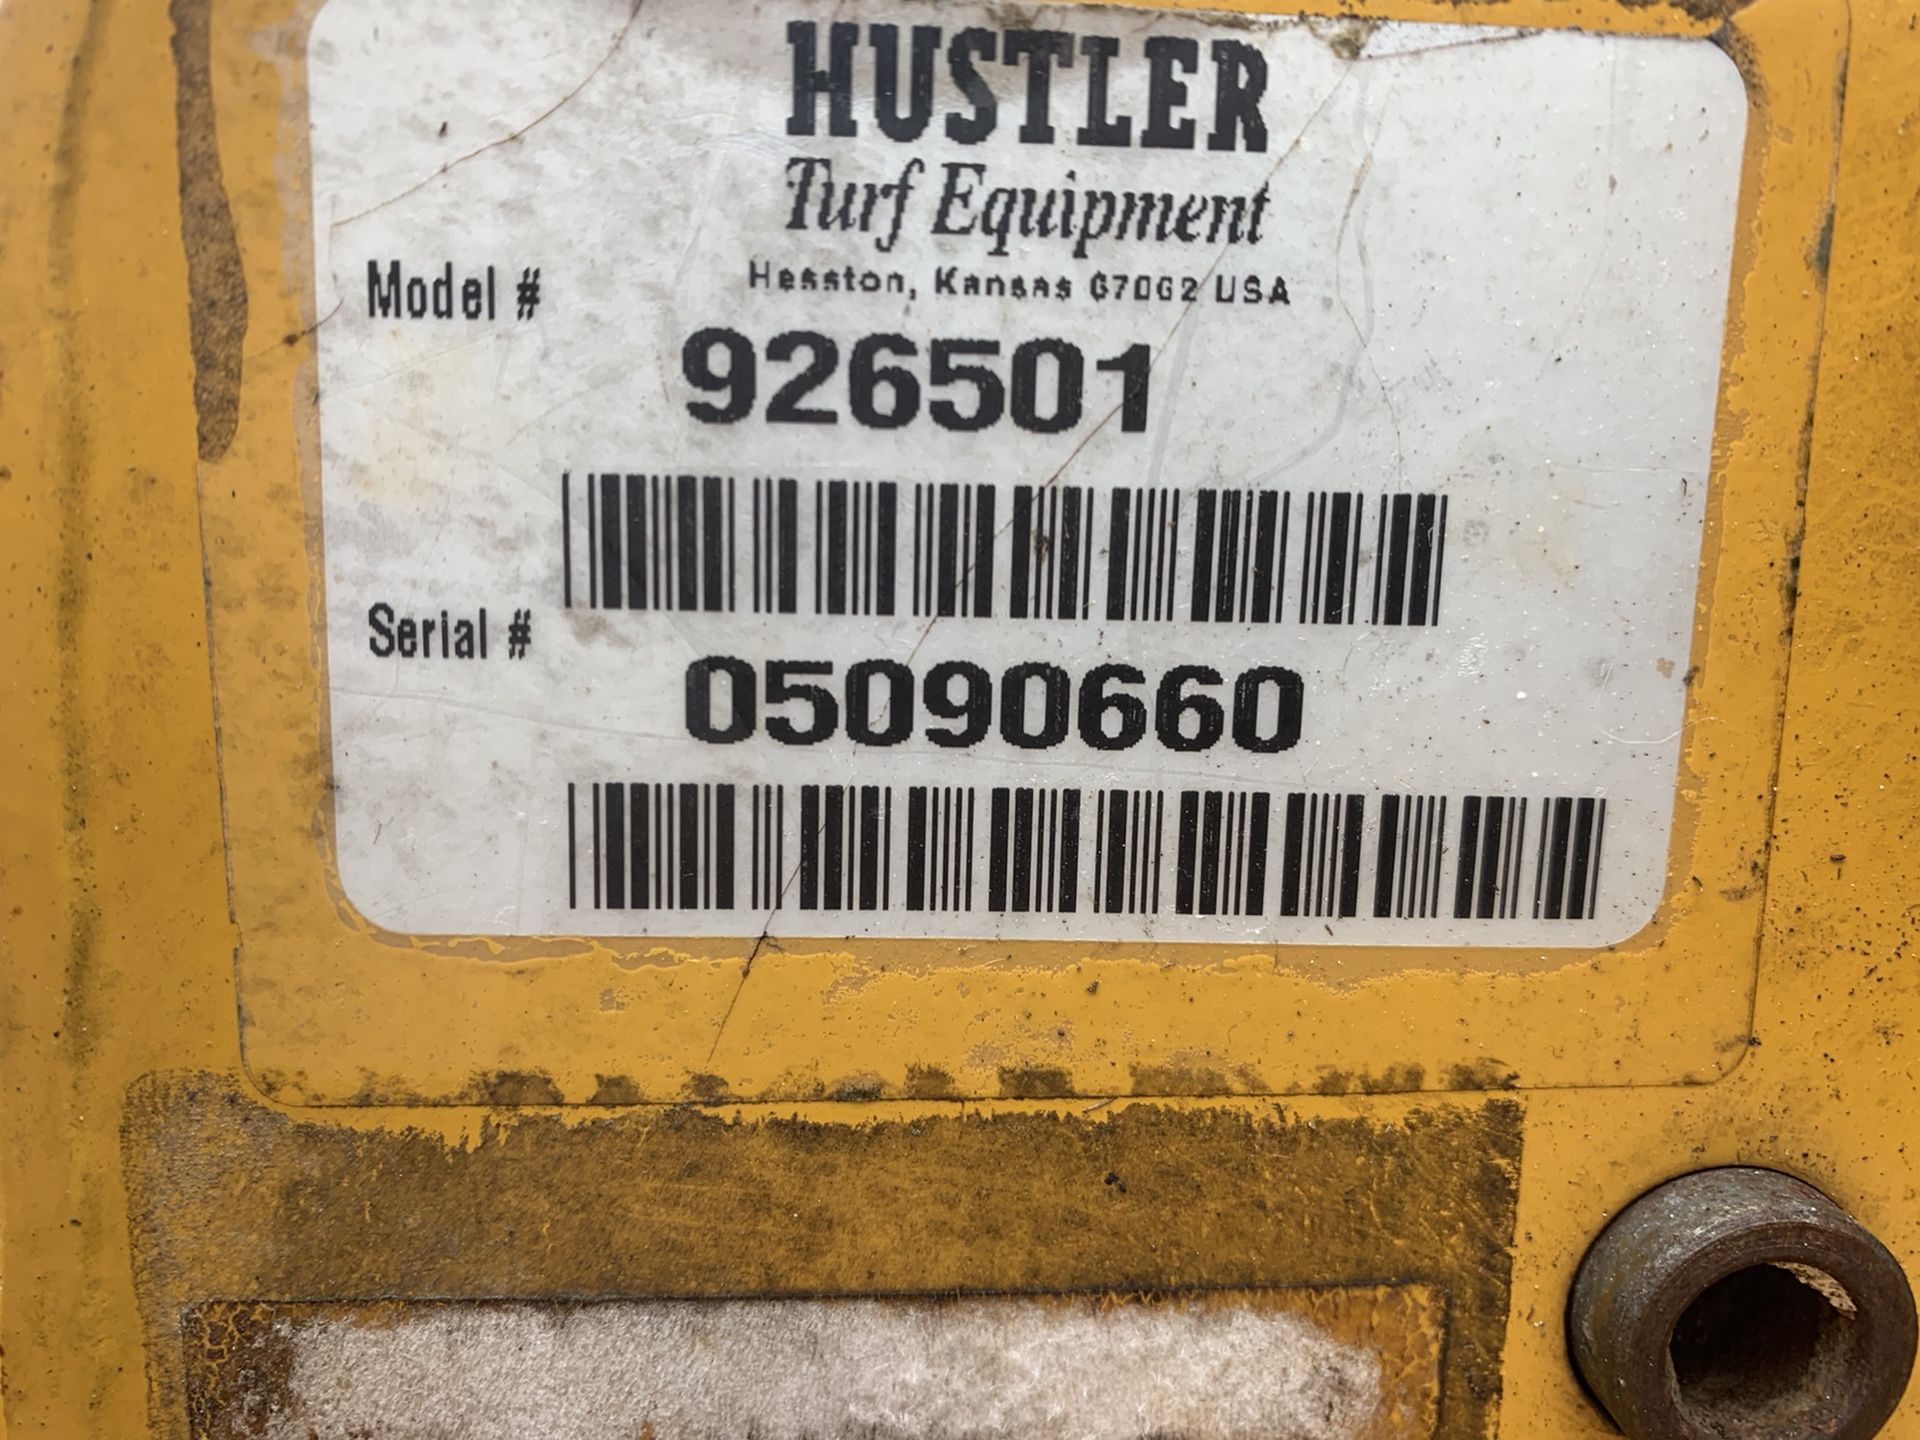 HUSTLER
Turf Equipment
Hesston, Kansas 67062 USA
Model #
926501
Serial #
05090660